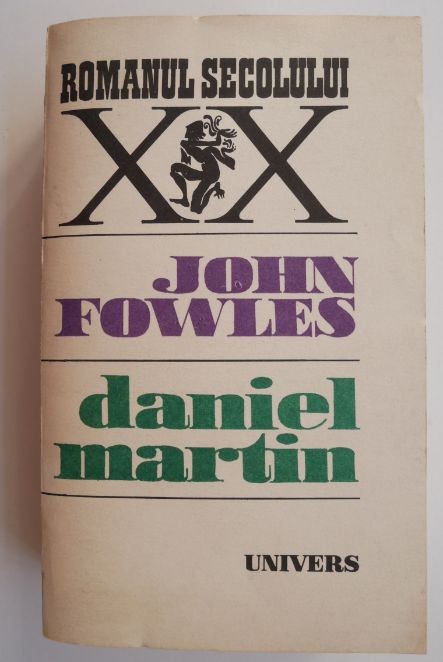 ROMANUL SECOLULUI
XX
JOHN
FOWLES
daniel
martin
UNIVERS